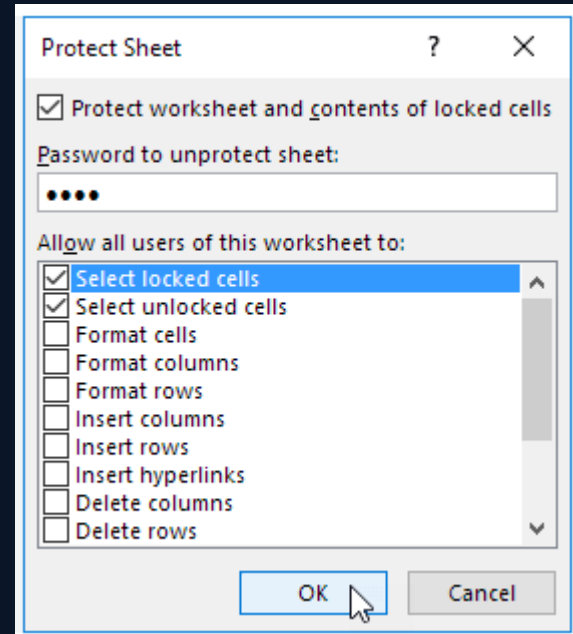 Protect Sheet ?
Protect worksheet and contents of locked cells
Password to unprotect sheet:
••••
Allow all users of this worksheet to:
Select locked cells
Select unlocked cells
Format cells
Format columns
Format rows
Insert columns
Insert rows
Insert hyperlinks
Delete columns
Delete rows
OK Cancel